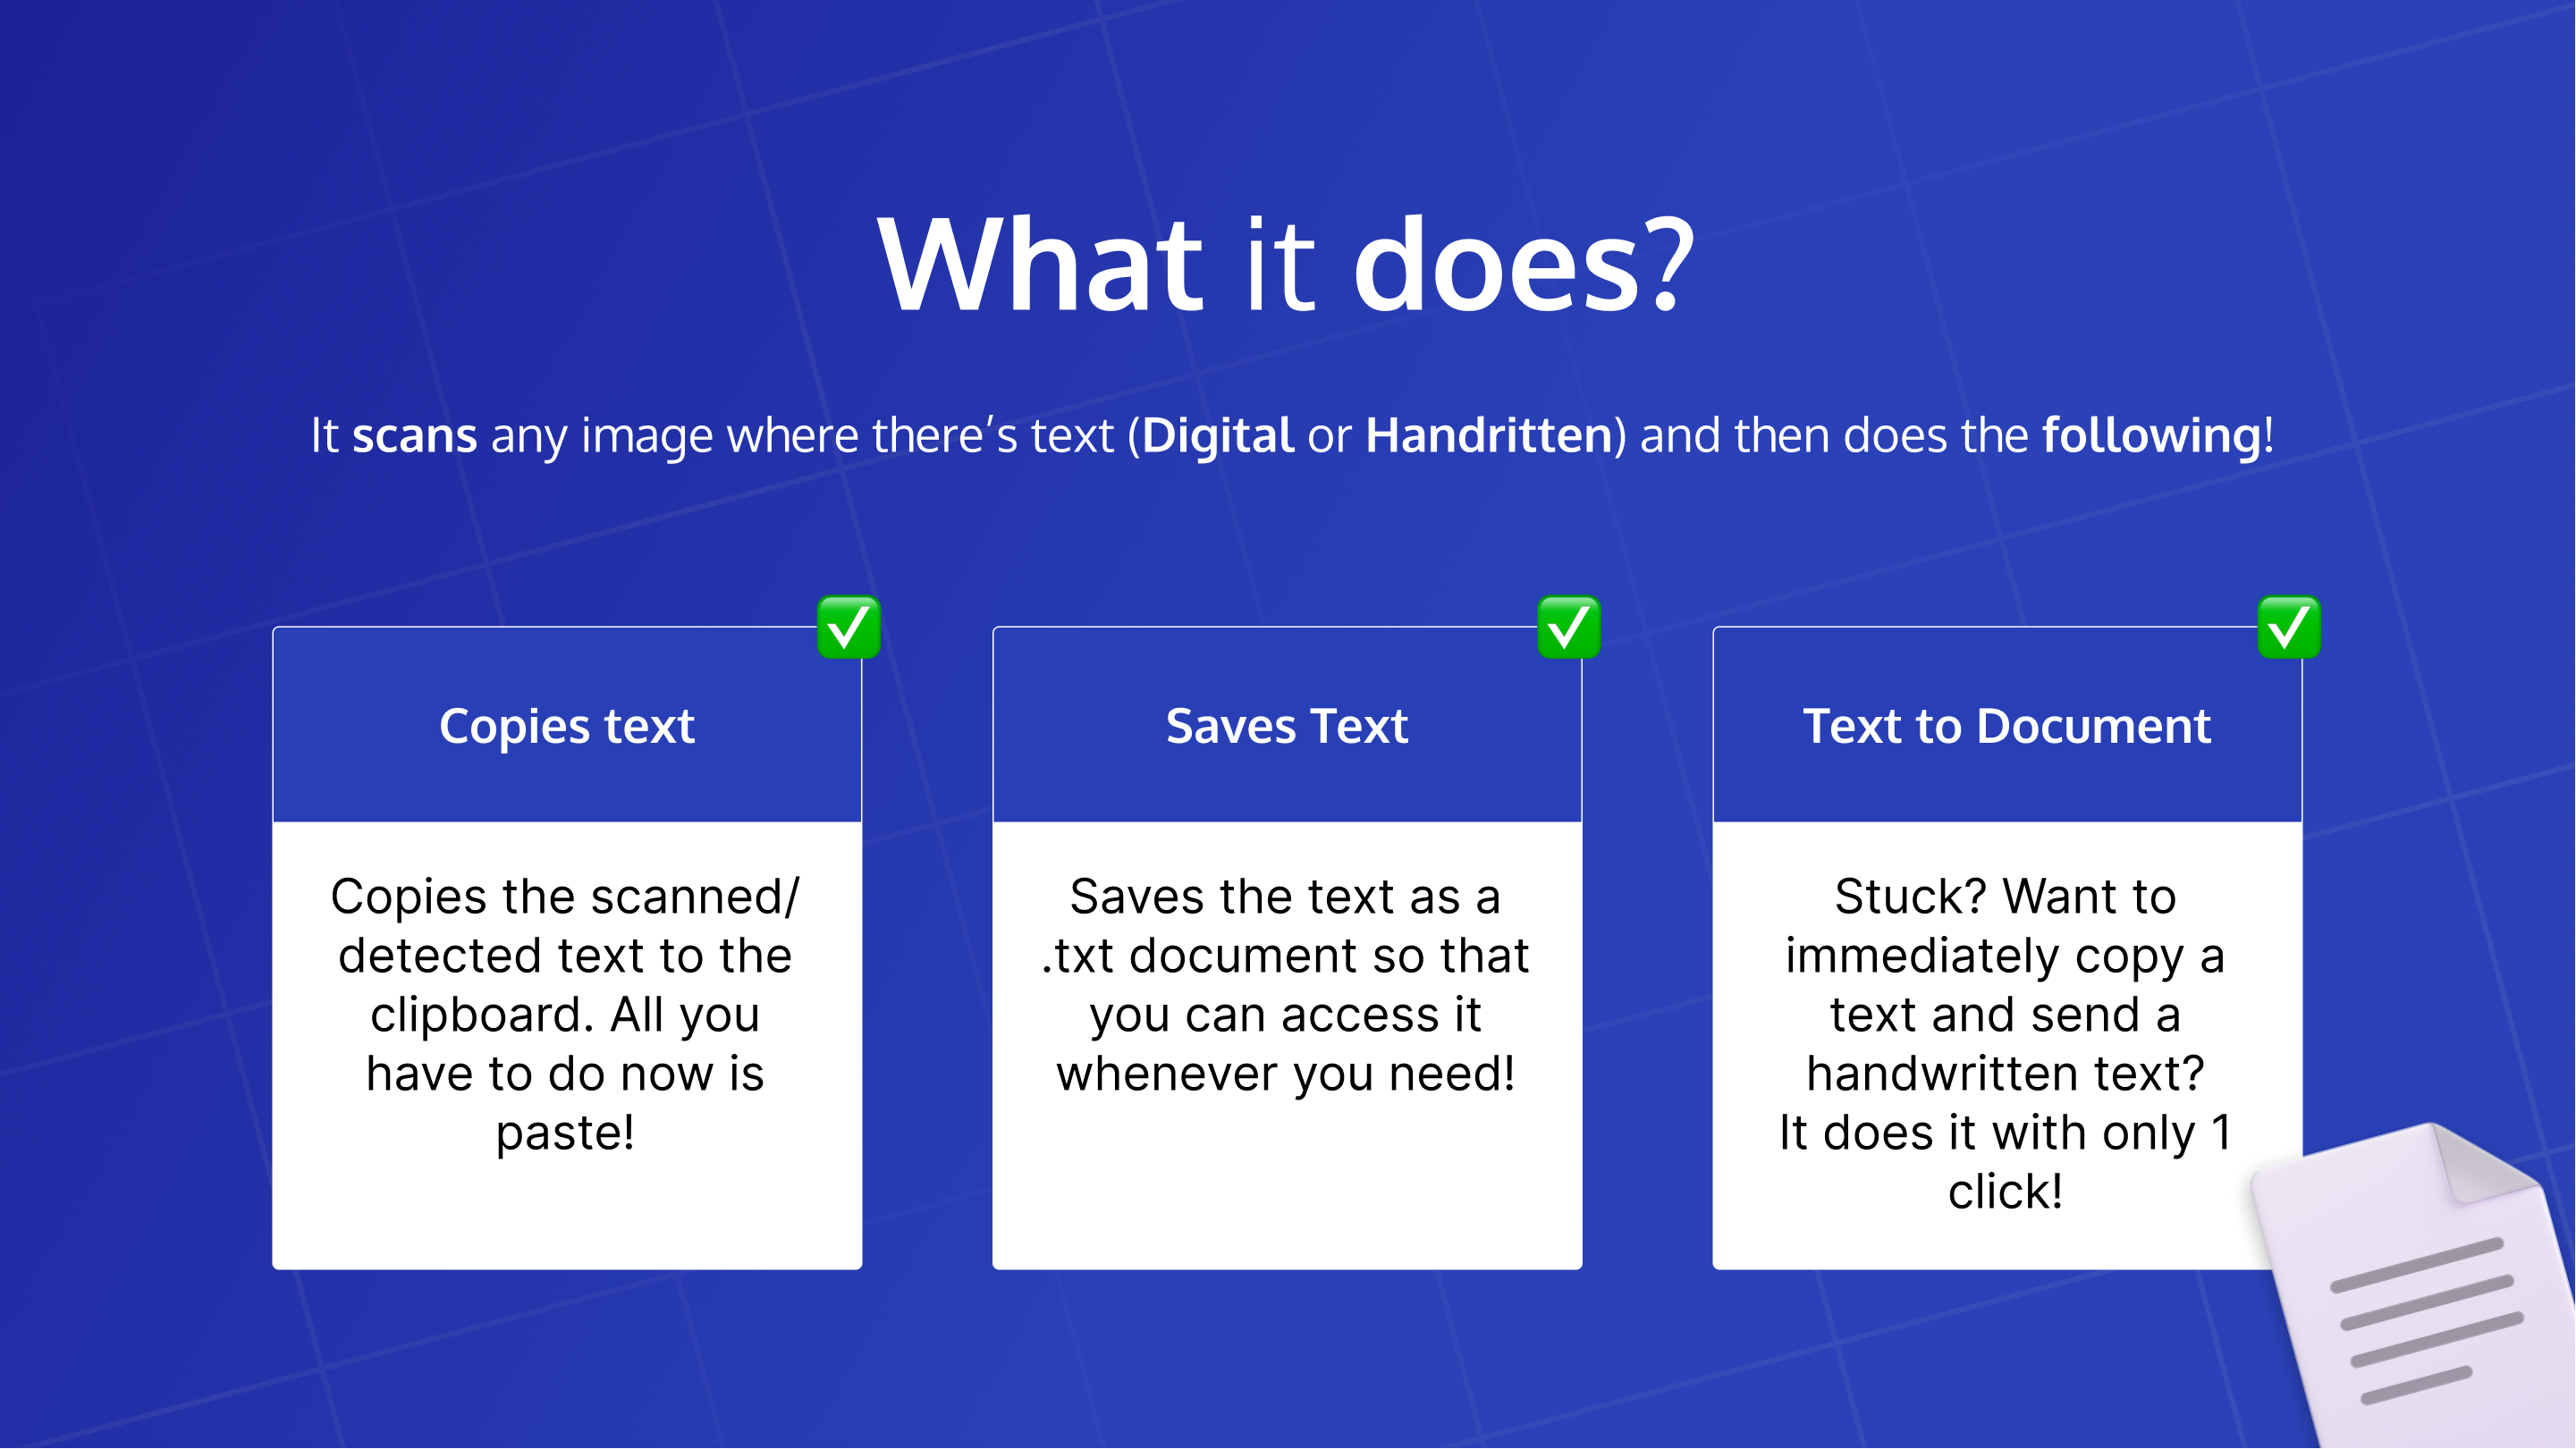 What it does?
It scans any image where there’s text (Digital or Handritten) and then does the following!
Copies text
Copies the scanned/
detected text to the
clipboard. All you
have to do now is
paste!
Saves Text
Saves the text as a
.txt document so that
you can access it
whenever you need!
Text to Document
Stuck? Want to
immediately copy a
text and send a
handwritten text?
It does it with only 1
click!